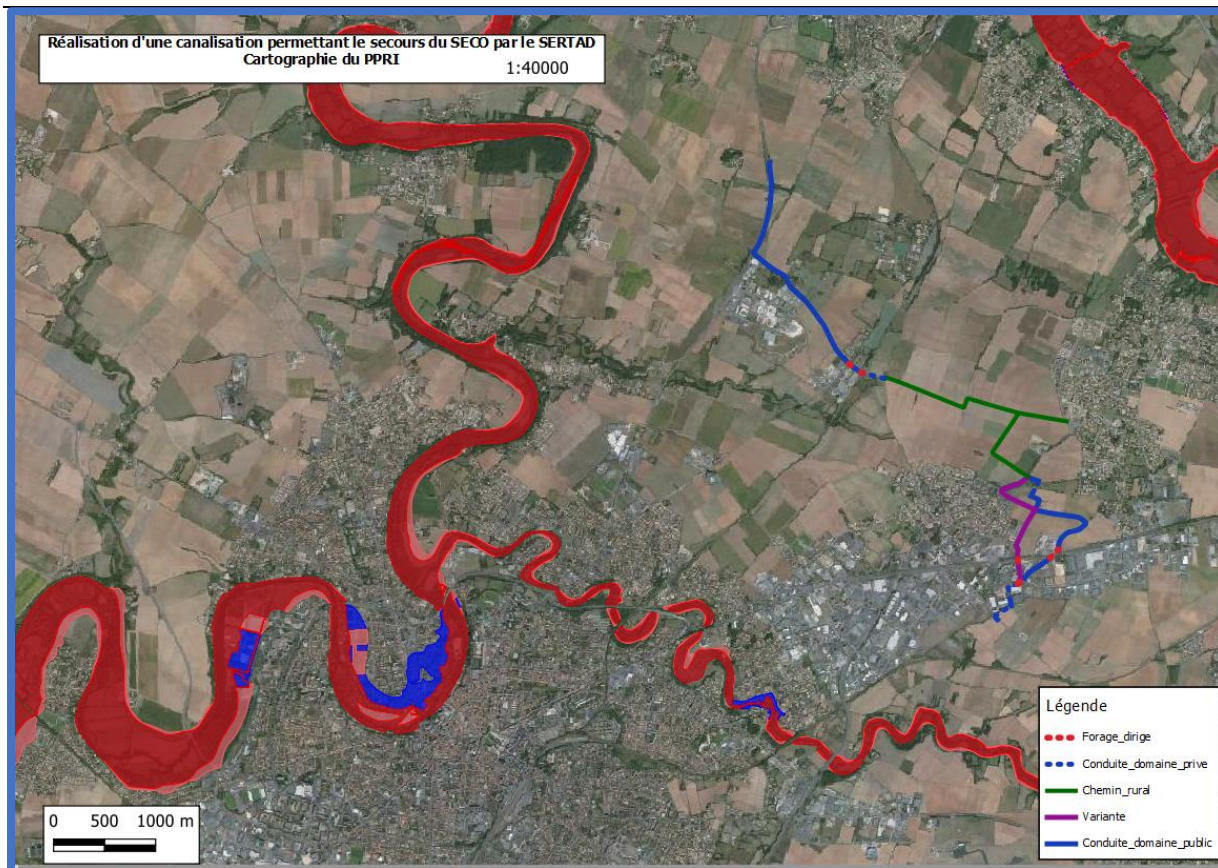 Réalisation d'une canalisation permettant le secours du SECO par le SERTAD
Cartographie du PPRI
1:40000
Légende
Forage_dirige
Conduite_domaine_prive
Chemin_rural
Variante
Conduite_domaine_public
0 500 1000 m